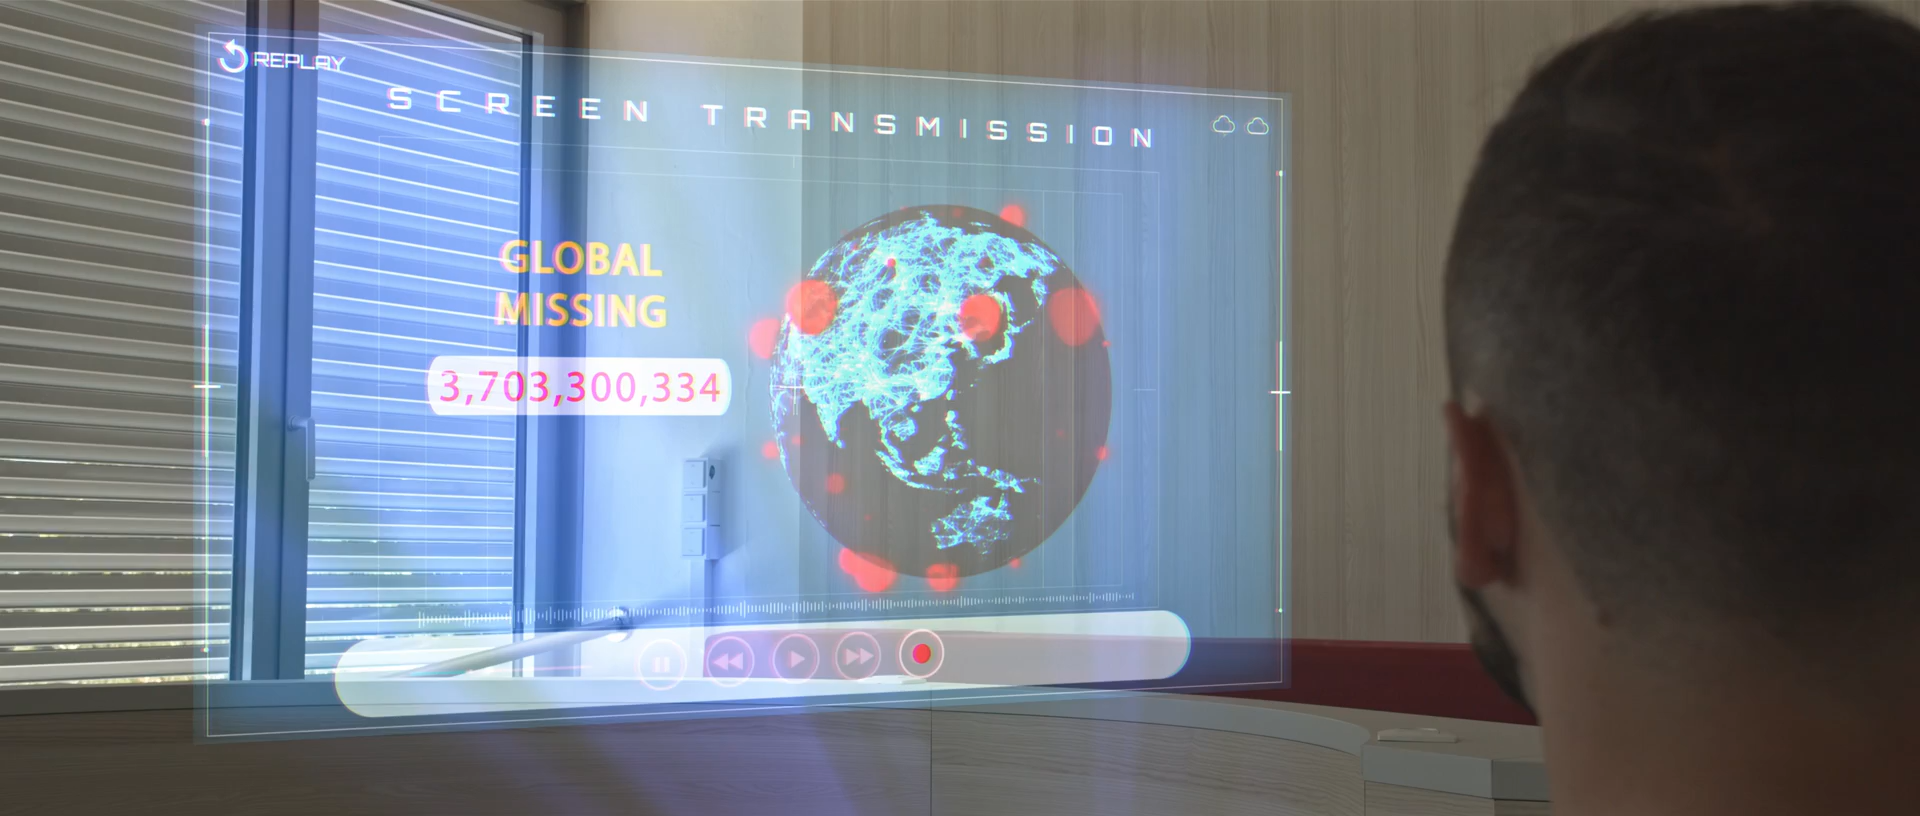 REPLAY
SCREEN TRANSMISSION
GLOBAL
MISSING
3,703,300,334